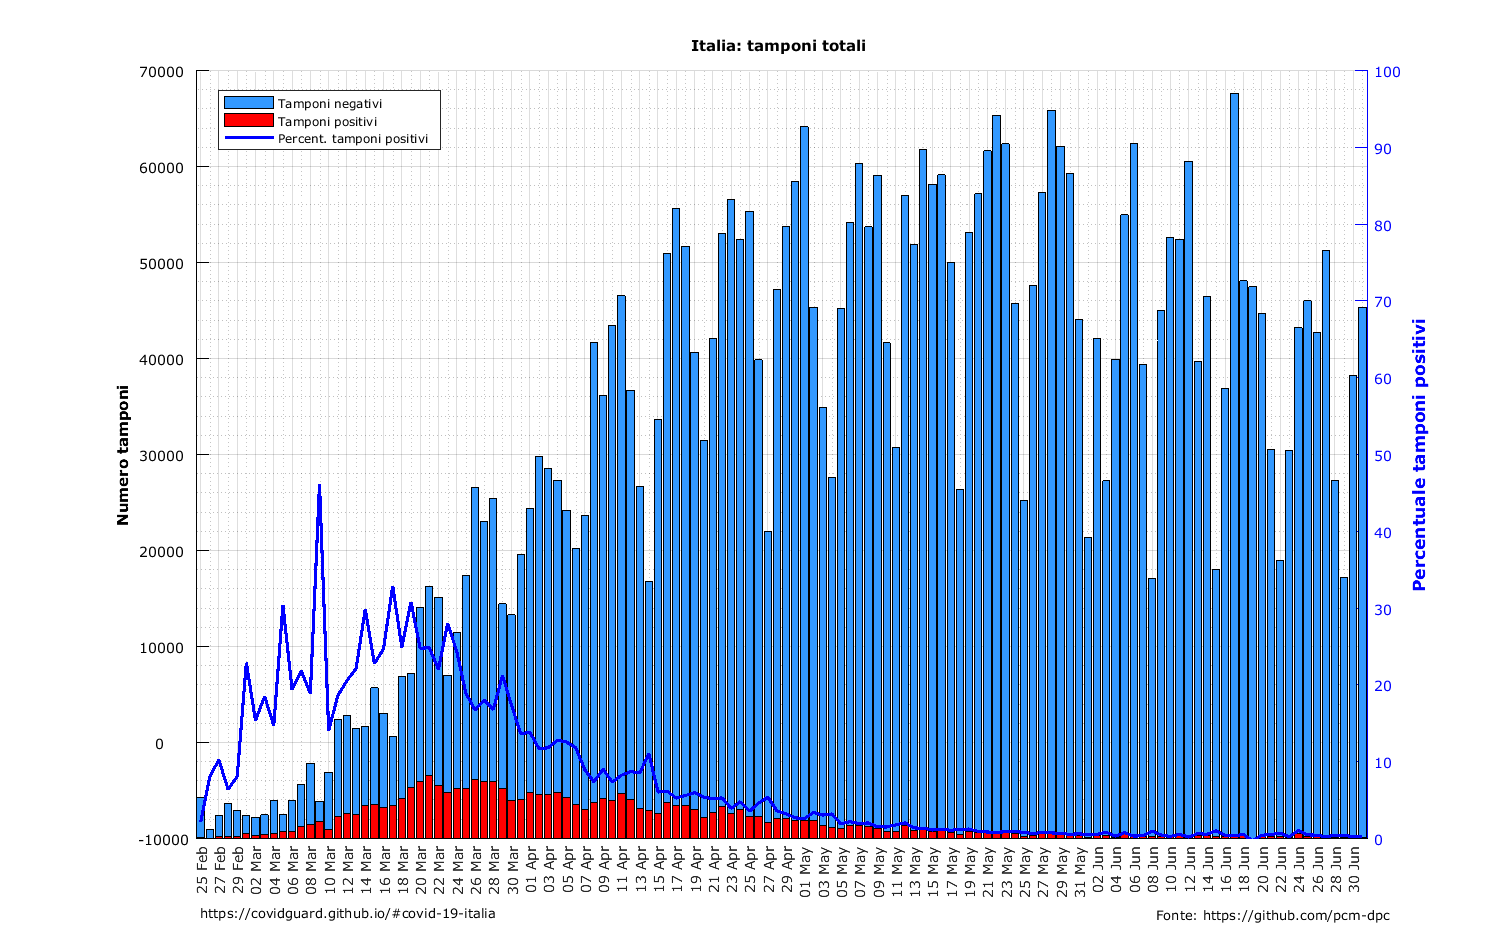 Italia: tamponi totali
70000
60000
50000
40000
30000
20000
10000
0
-10000
Numero tamponi
Tamponi negativi
Tamponi positivi
Percent. tamponi positivi
100
90
80
70
60
50
40
30
20
10
0
Percentuale tamponi positivi
25 Feb
27 Feb
29 Feb
02 Mar
04 Mar
06 Mar
08 Mar
10 Mar
12 Mar
14 Mar
16 Mar
18 Mar
20 Mar
22 Mar
24 Mar
26 Mar
28 Mar
30 Mar
01 Apr
03 Apr
05 Apr
07 Apr
09 Apr
11 Apr
13 Apr
15 Apr
17 Apr
19 Apr
21 Apr
23 Apr
25 Apr
27 Apr
29 Apr
01 May
03 May
05 May
07 May
09 May
11 May
13 May
15 May
17 May
19 May
21 May
23 May
25 May
27 May
29 May
31 May
02 Jun
04 Jun
06 Jun
08 Jun
10 Jun
12 Jun
14 Jun
16 Jun
18 Jun
20 Jun
22 Jun
24 Jun
26 Jun
28 Jun
30 Jun
https://covidguard.github.io/#covid-19-italia
Fonte: https://github.com/pcm-dpc